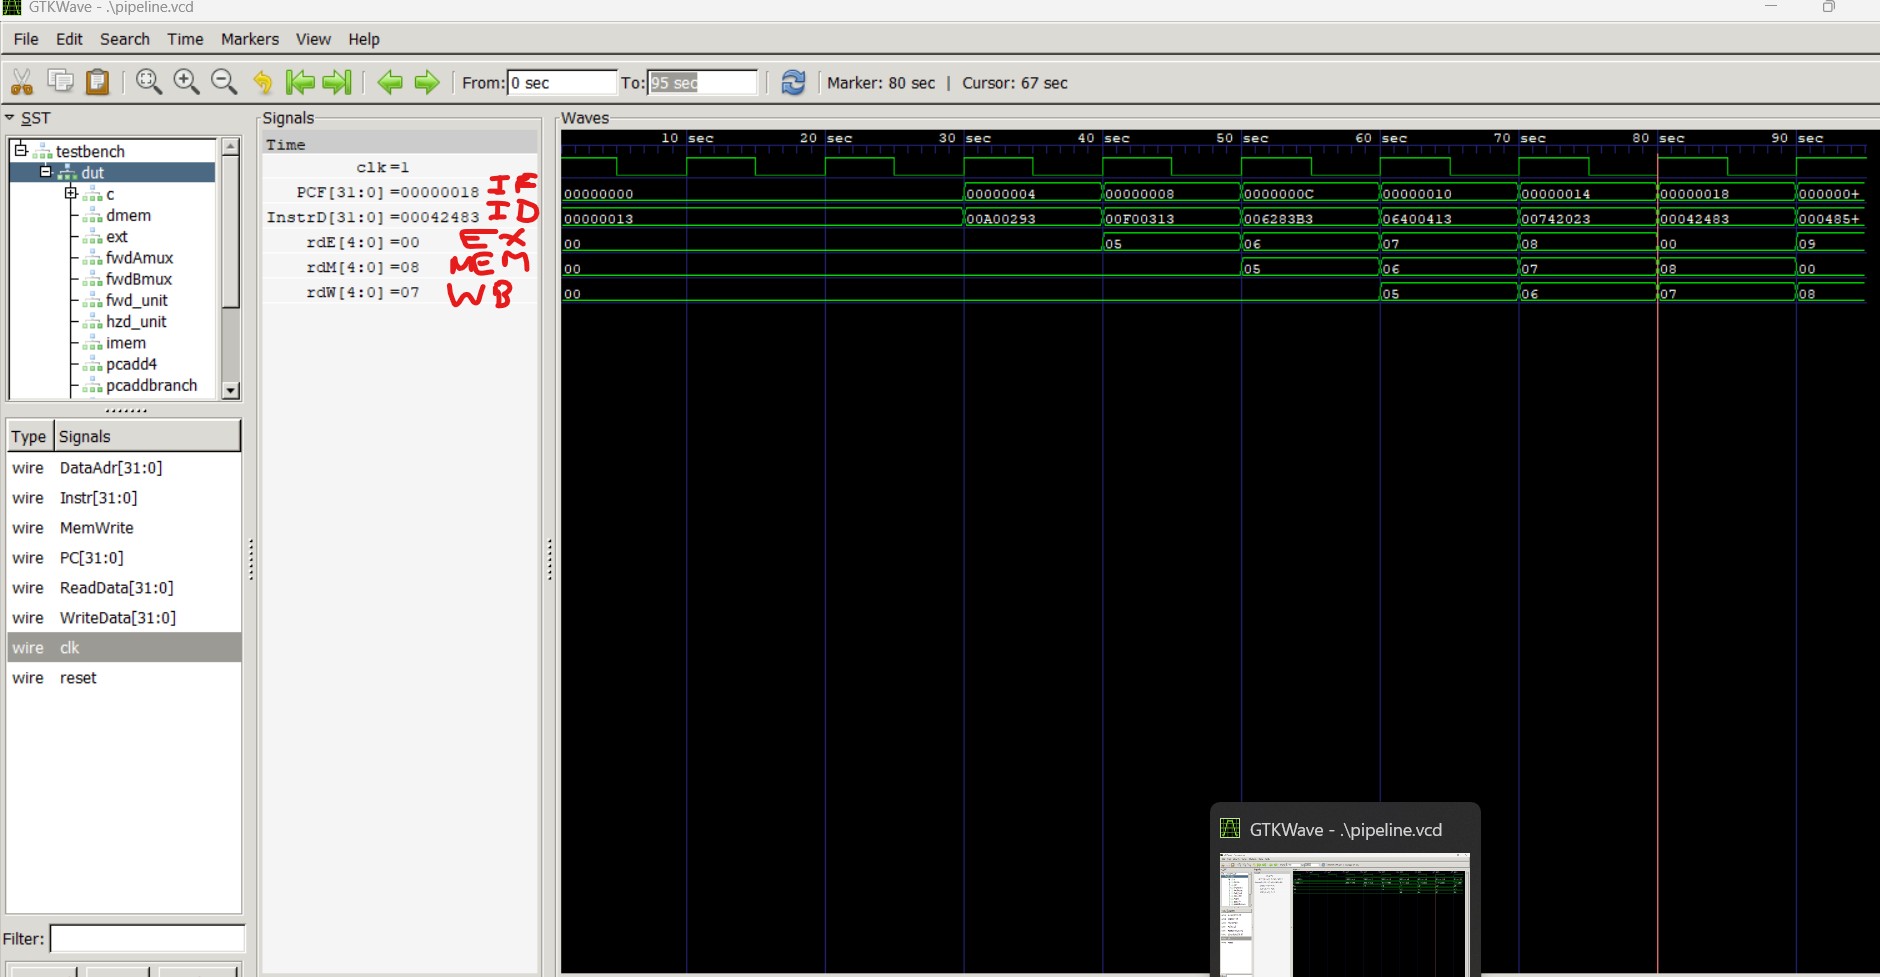 GTKWave - .\pipeline.vcd
File Edit Search Time Markers View Help
From: 0 sec To: 95 sec Marker: 80 sec | Cursor: 67 sec
SST
testbench
dut
c
dmem
ext
fwdAmux
fwdBmux
fwd_unit
hzd_unit
imem
pcadd4
pcaddbranch
Type Signals
wire DataAdr[31:0]
wire Instr[31:0]
wire MemWrite
wire PC[31:0]
wire ReadData[31:0]
wire WriteData[31:0]
wire clk
wire reset
Filter:
Signals
Time
clk=1
PCF[31:0]=00000018 IF
InstrD[31:0]=00042483 ID
rdE[4:0]=00 EX
rdM[4:0]=08 MEM
rdW[4:0]=07 WB
Waves
10 sec 20 sec 30 sec 40 sec 50 sec 60 sec 70 sec 80 sec 90 sec
00000000 00000004 00000008 0000000C 00000010 00000014 00000018 000000+
00000013 00A00293 00F00313 006283B3 06400413 00742023 00042483 000485+
00 05 06 07 08 00 09
00 05 06 07 08 00
00 05 06 07 08
GTKWave - .\pipeline.vcd